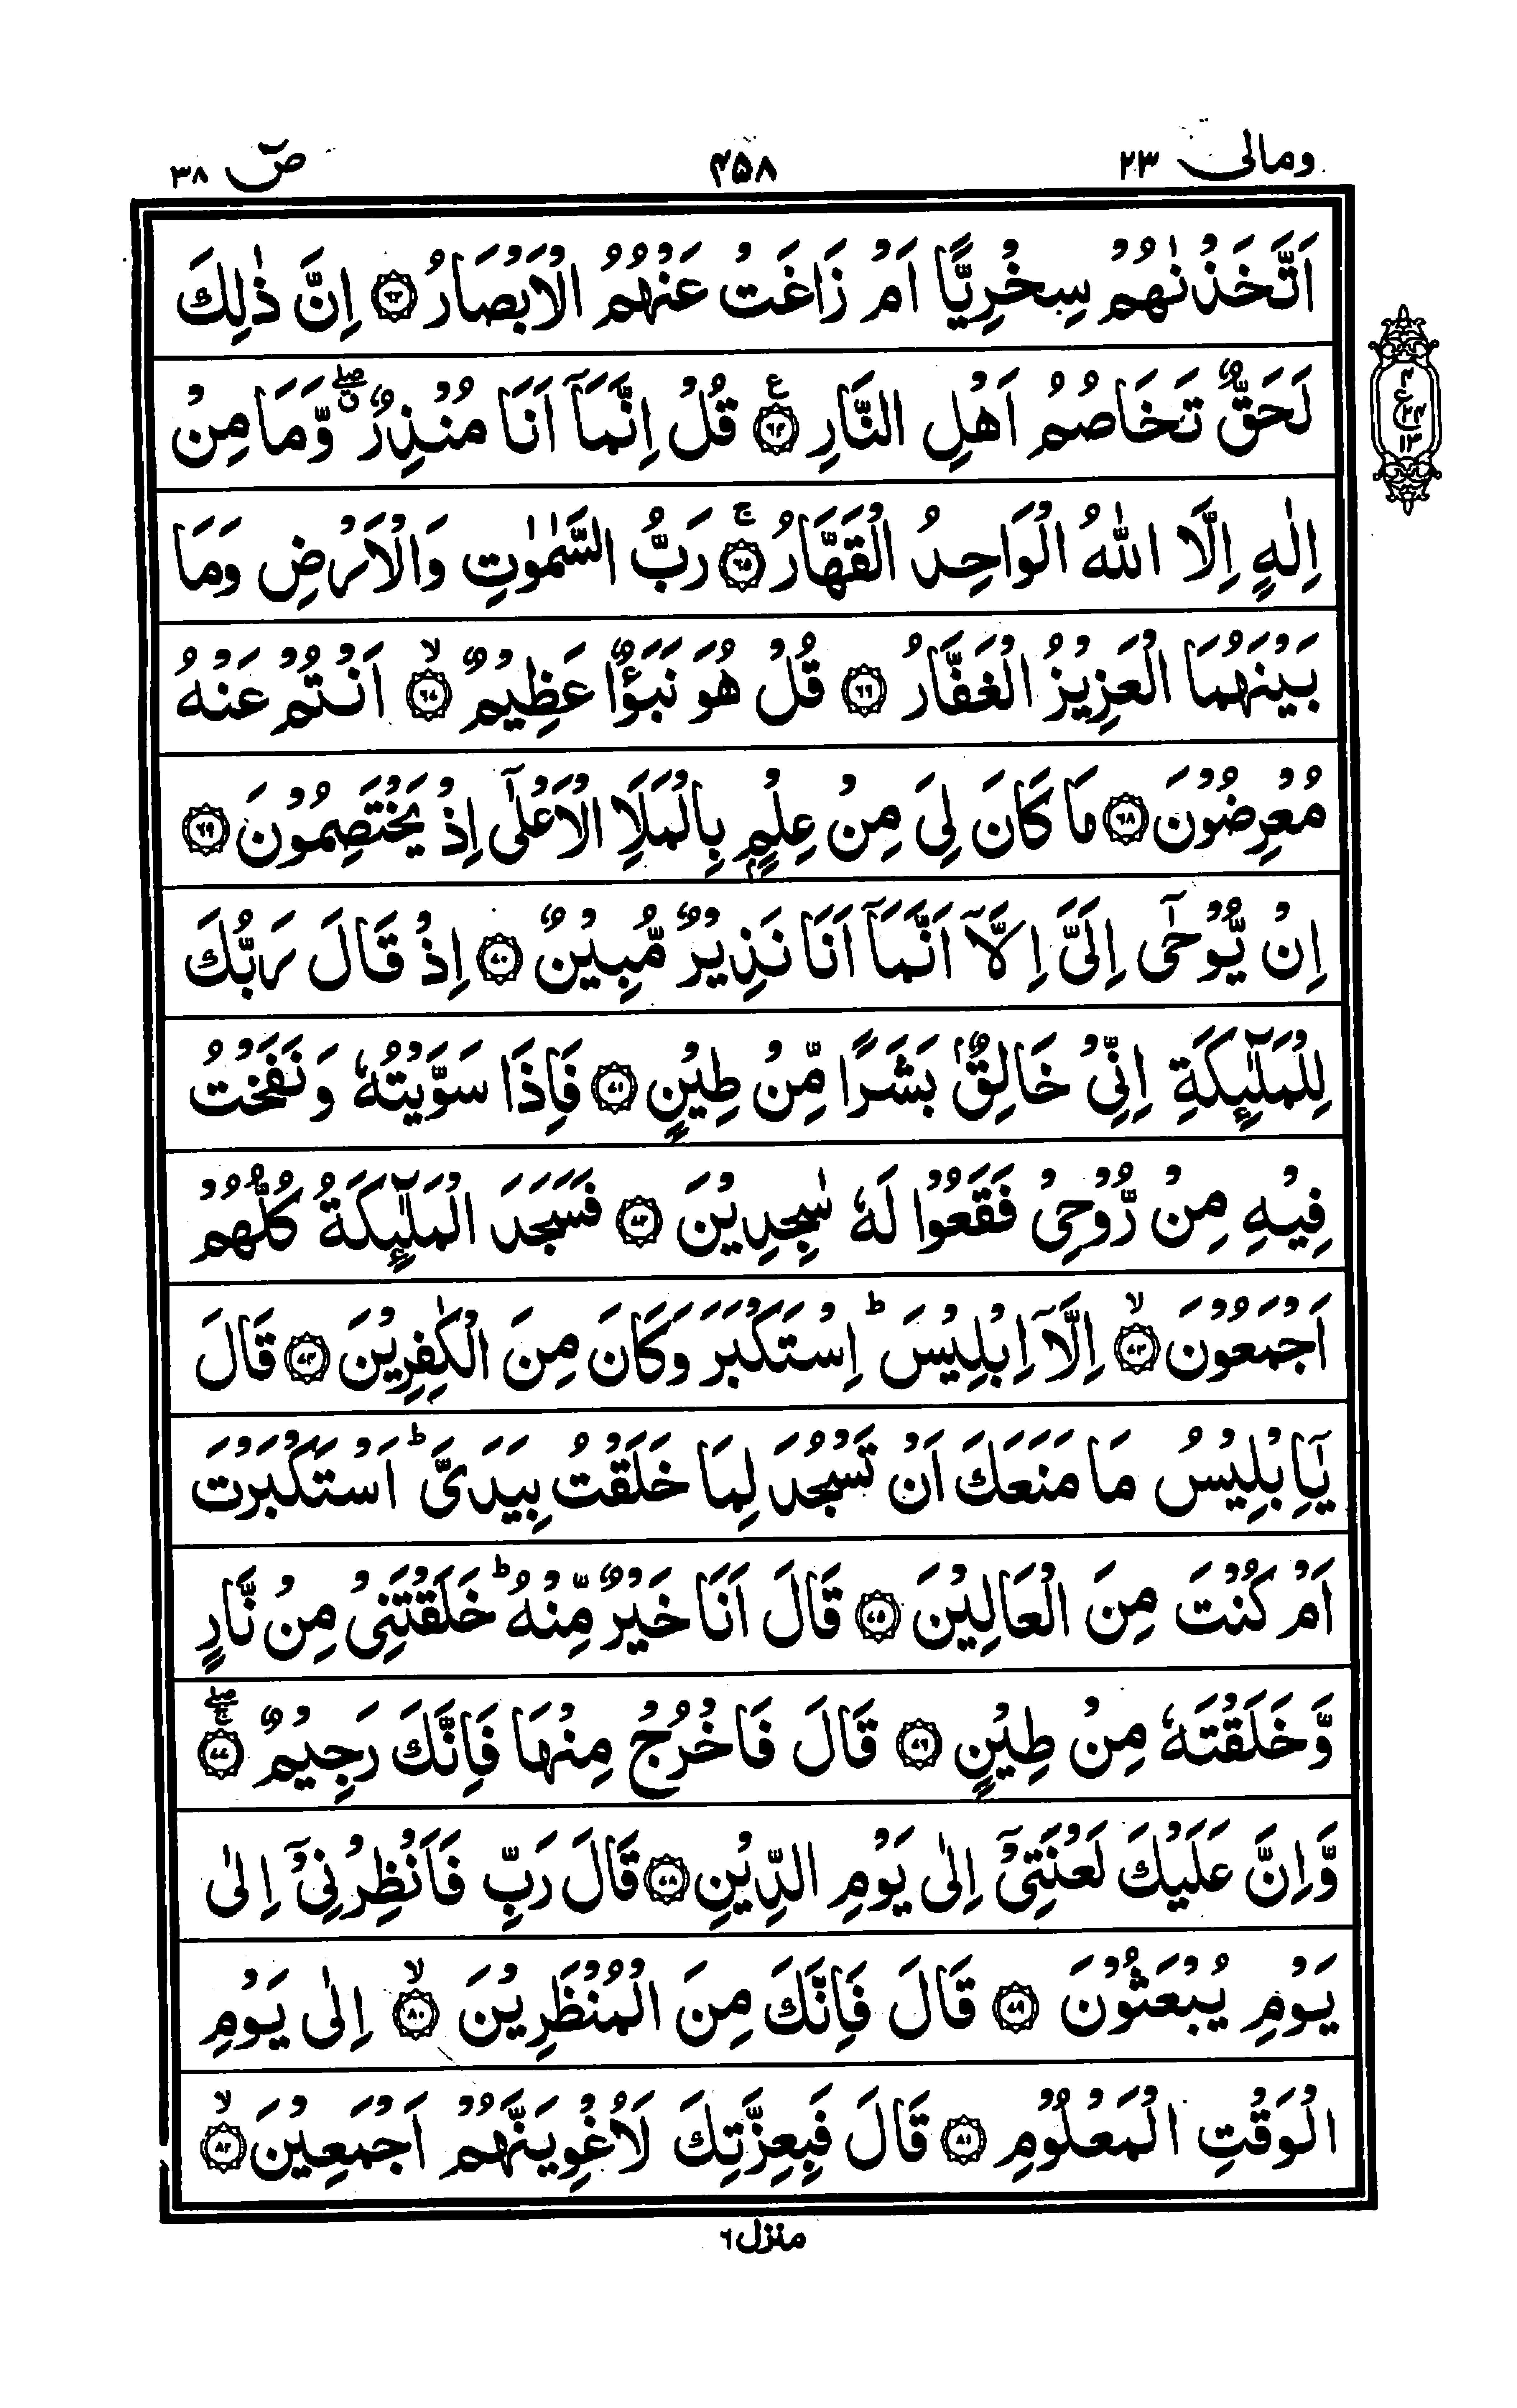 ومالی ۲۳ ۴۵۸ صٓ ۳۸
اَتَّخَذْنٰهُمْ سِخْرِيًّا اَمْ زَاغَتْ عَنْهُمُ الْاَبْصَارُ ۝۶۳ اِنَّ ذٰلِكَ
لَحَقٌّ تَخَاصُمُ اَهْلِ النَّارِ ۝۶۴ۧ قُلْ اِنَّمَاۤ اَنَا مُنْذِرٌ ۖۗ وَّمَا مِنْ
اِلٰهٍ اِلَّا اللّٰهُ الْوَاحِدُ الْقَهَّارُ ۝۶۵ۚ رَبُّ السَّمٰوٰتِ وَالْاَرْضِ وَمَا
بَيْنَهُمَا الْعَزِيْزُ الْغَفَّارُ ۝۶۶ قُلْ هُوَ نَبَؤٌا عَظِيْمٌ ۝۶۷ۙ اَنْتُمْ عَنْهُ
مُعْرِضُوْنَ ۝۶۸ مَا كَانَ لِيَ مِنْ عِلْمٍۭ بِالْمَلَاِ الْاَعْلٰۤى اِذْ يَخْتَصِمُوْنَ ۝۶۹
اِنْ يُّوْحٰۤى اِلَيَّ اِلَّاۤ اَنَّمَاۤ اَنَا نَذِيْرٌ مُّبِيْنٌ ۝۷۰ اِذْ قَالَ رَبُّكَ
لِلْمَلٰٓئِكَةِ اِنِّيْ خَالِقٌۢ بَشَرًا مِّنْ طِيْنٍ ۝۷۱ فَاِذَا سَوَّيْتُهٗ وَنَفَخْتُ
فِيْهِ مِنْ رُّوْحِيْ فَقَعُوْا لَهٗ سٰجِدِيْنَ ۝۷۲ فَسَجَدَ الْمَلٰٓئِكَةُ كُلُّهُمْ
اَجْمَعُوْنَ ۝۷۳ۙ اِلَّاۤ اِبْلِيْسَ ؕ اِسْتَكْبَرَ وَكَانَ مِنَ الْكٰفِرِيْنَ ۝۷۴ قَالَ
يٰۤاِبْلِيْسُ مَا مَنَعَكَ اَنْ تَسْجُدَ لِمَا خَلَقْتُ بِيَدَيَّ ؕ اَسْتَكْبَرْتَ
اَمْ كُنْتَ مِنَ الْعَالِيْنَ ۝۷۵ قَالَ اَنَا خَيْرٌ مِّنْهُ ؕ خَلَقْتَنِيْ مِنْ نَّارٍ
وَّخَلَقْتَهٗ مِنْ طِيْنٍ ۝۷۶ قَالَ فَاخْرُجْ مِنْهَا فَاِنَّكَ رَجِيْمٌ ۝۷۷ۚۖ
وَّاِنَّ عَلَيْكَ لَعْنَتِيْۤ اِلٰى يَوْمِ الدِّيْنِ ۝۷۸ قَالَ رَبِّ فَاَنْظِرْنِيْۤ اِلٰى
يَوْمِ يُبْعَثُوْنَ ۝۷۹ قَالَ فَاِنَّكَ مِنَ الْمُنْظَرِيْنَ ۝۸۰ۙ اِلٰى يَوْمِ
الْوَقْتِ الْمَعْلُوْمِ ۝۸۱ قَالَ فَبِعِزَّتِكَ لَاُغْوِيَنَّهُمْ اَجْمَعِيْنَ ۝۸۲ۙ
منزل ٦